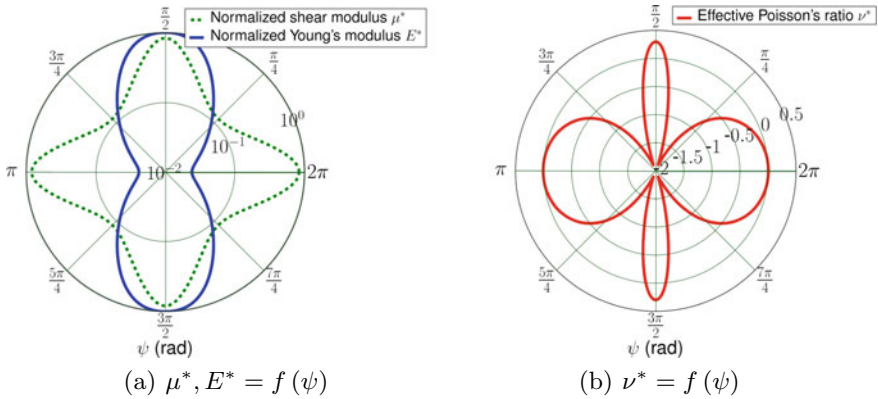 Normalized shear modulus μ*
Normalized Young's modulus E*
π/2
3π/4
π/4
π
2π
10⁻²
10⁻¹
10⁰
5π/4
7π/4
3π/2
ψ (rad)
(a) μ*, E* = f (ψ)
Effective Poisson's ratio ν*
π/2
3π/4
π/4
π
2π
-2
-1.5
-1
-0.5
0
0.5
5π/4
7π/4
3π/2
ψ (rad)
(b) ν* = f (ψ)